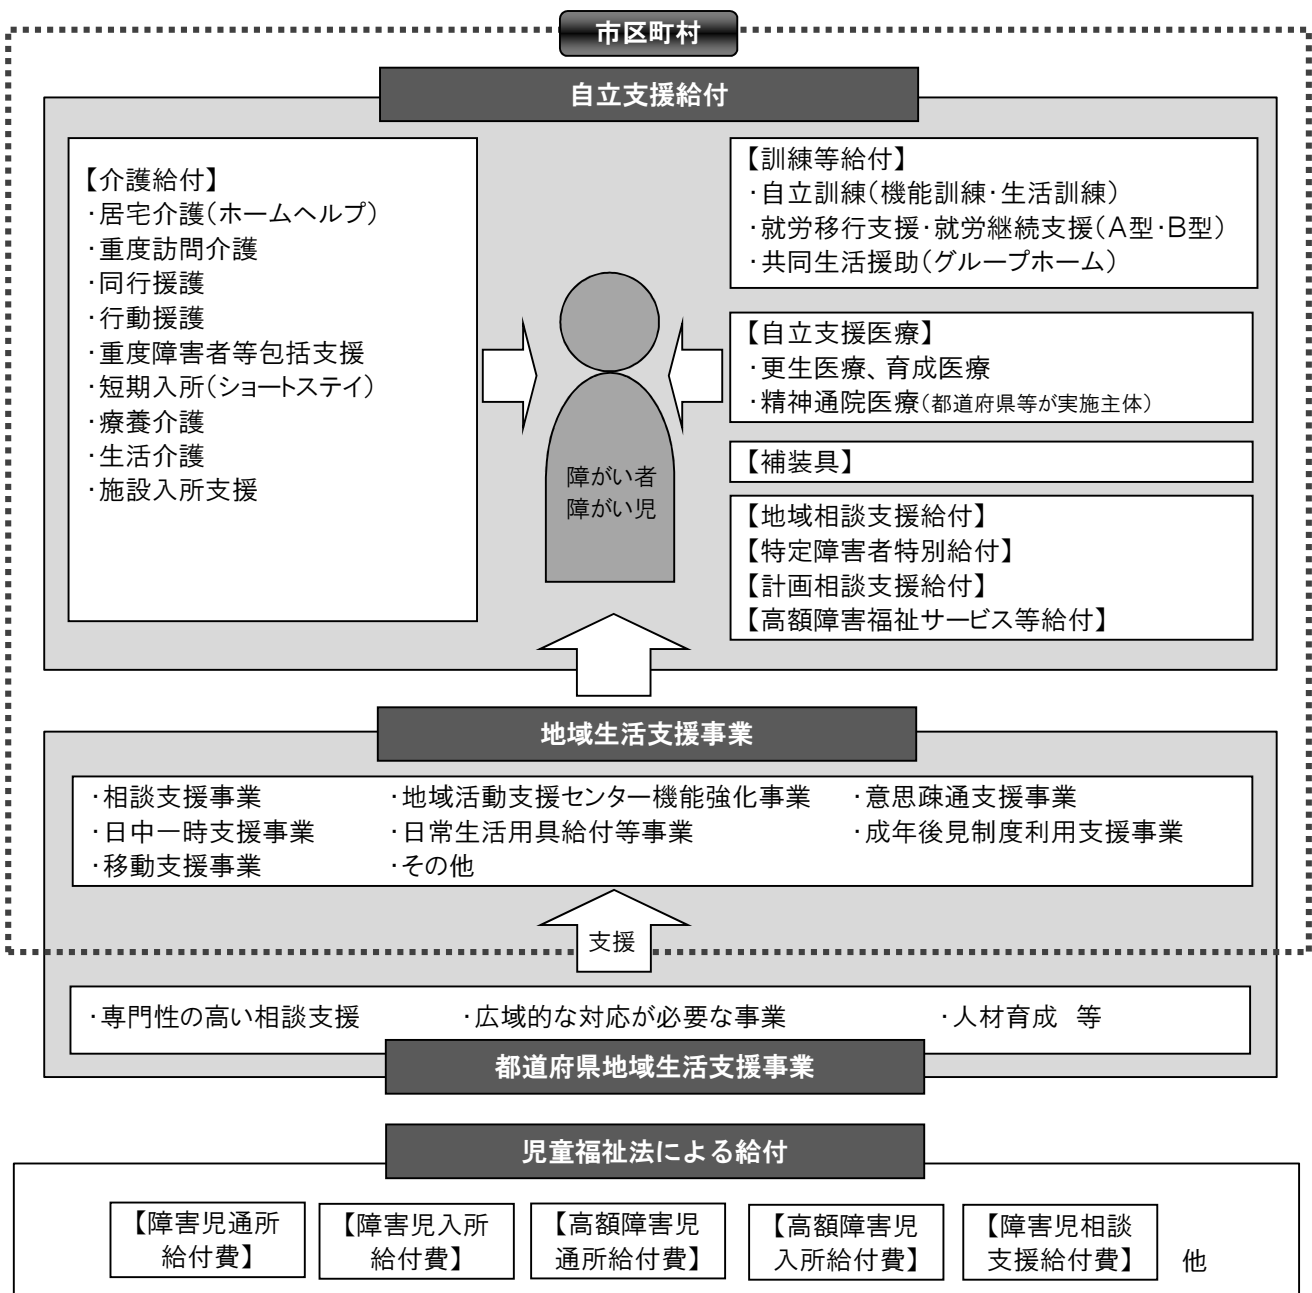 市区町村
自立支援給付
【介護給付】
・居宅介護(ホームヘルプ)
・重度訪問介護
・同行援護
・行動援護
・重度障害者等包括支援
・短期入所(ショートステイ)
・療養介護
・生活介護
・施設入所支援
障がい者
障がい児
【訓練等給付】
・自立訓練(機能訓練・生活訓練)
・就労移行支援・就労継続支援(A型・B型)
・共同生活援助(グループホーム)
【自立支援医療】
・更生医療、育成医療
・精神通院医療(都道府県等が実施主体)
【補装具】
【地域相談支援給付】
【特定障害者特別給付】
【計画相談支援給付】
【高額障害福祉サービス等給付】
地域生活支援事業
・相談支援事業 ・地域活動支援センター機能強化事業 ・意思疎通支援事業
・日中一時支援事業 ・日常生活用具給付等事業 ・成年後見制度利用支援事業
・移動支援事業 ・その他
支援
・専門性の高い相談支援 ・広域的な対応が必要な事業 ・人材育成 等
都道府県地域生活支援事業
児童福祉法による給付
【障害児通所
給付費】
【障害児入所
給付費】
【高額障害児
通所給付費】
【高額障害児
入所給付費】
【障害児相談
支援給付費】
他